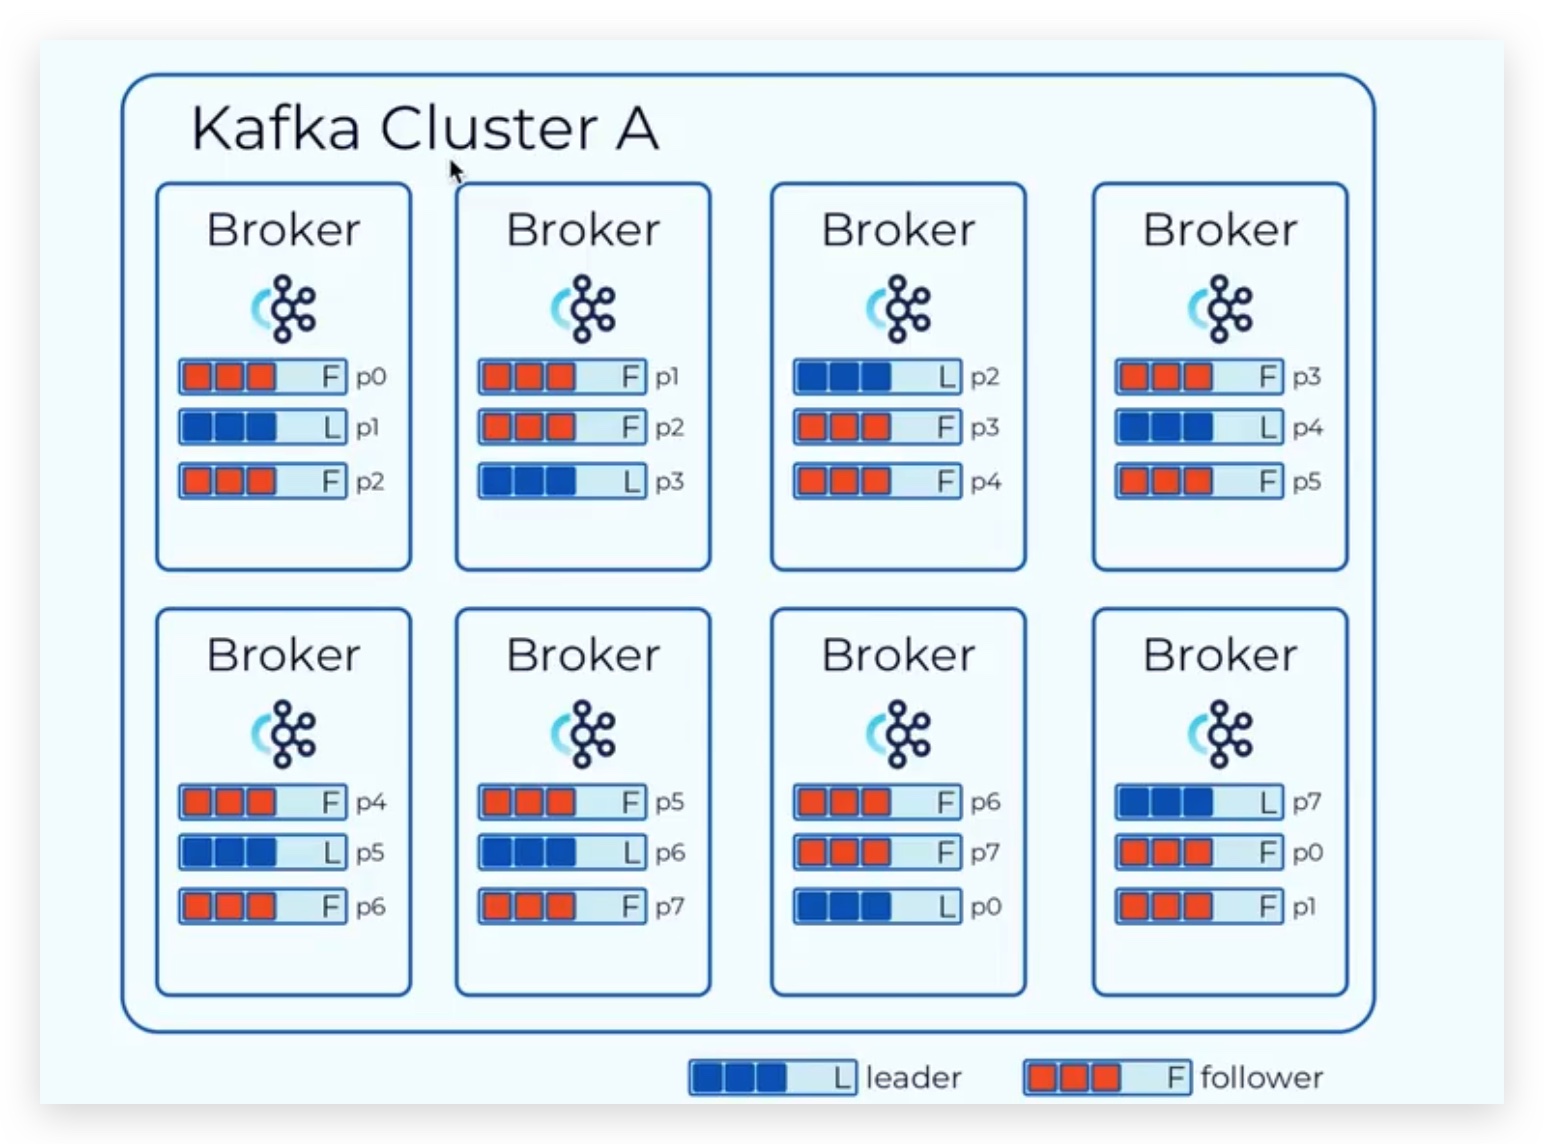 Kafka Cluster A
Broker Broker Broker Broker
F p0 F p1 L p2 F p3
L p1 F p2 F p3 L p4
F p2 L p3 F p4 F p5
Broker Broker Broker Broker
F p4 F p5 F p6 L p7
L p5 L p6 F p7 F p0
F p6 F p7 L p0 F p1
L leader F follower